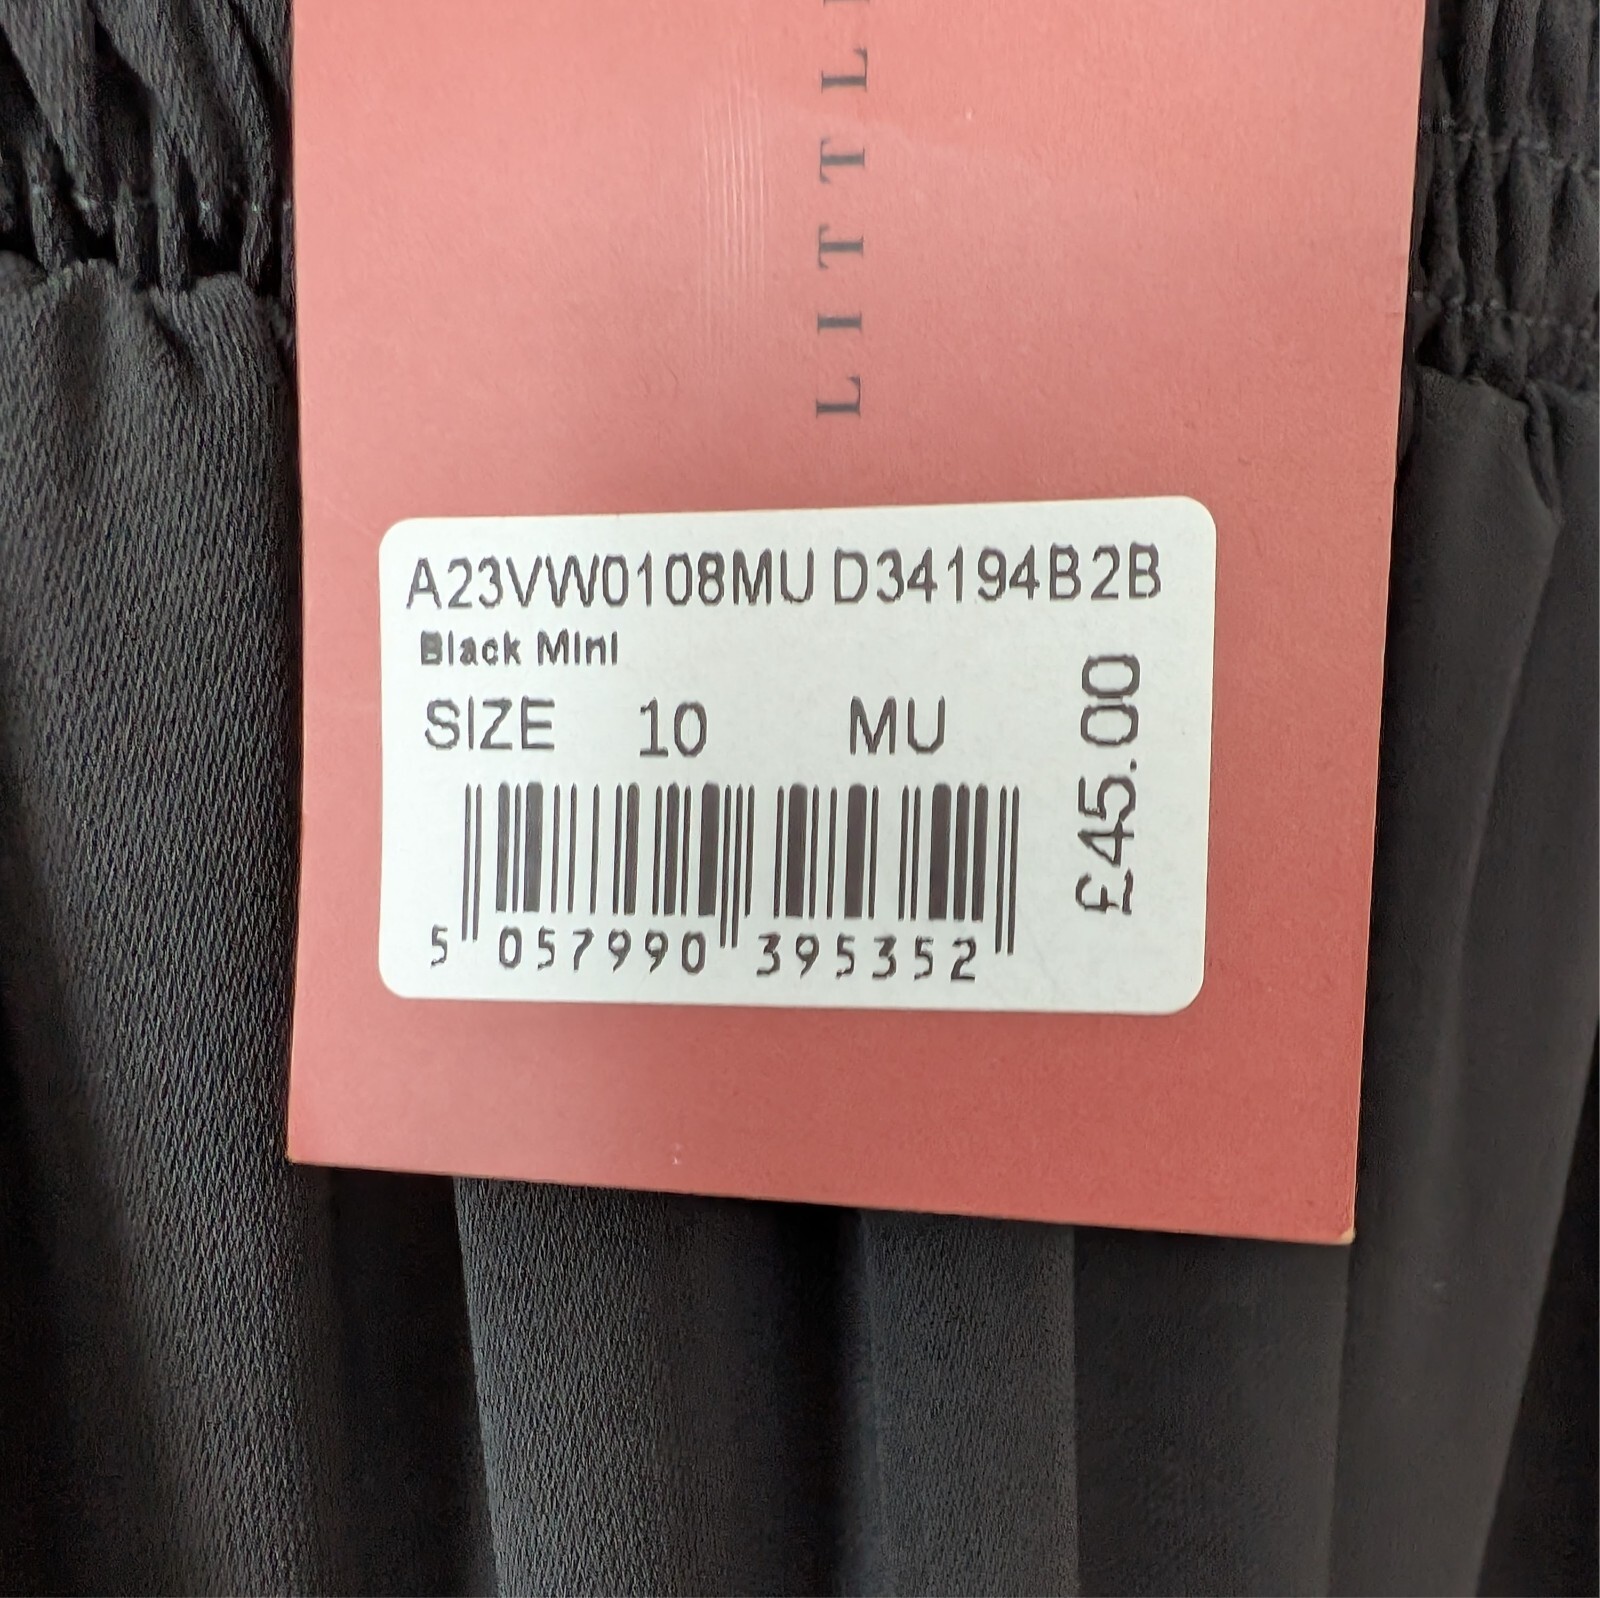 LITTL
A23VW0108MU D34194B2B
Black Mini
SIZE 10 MU
£45.00
5 057990 395352